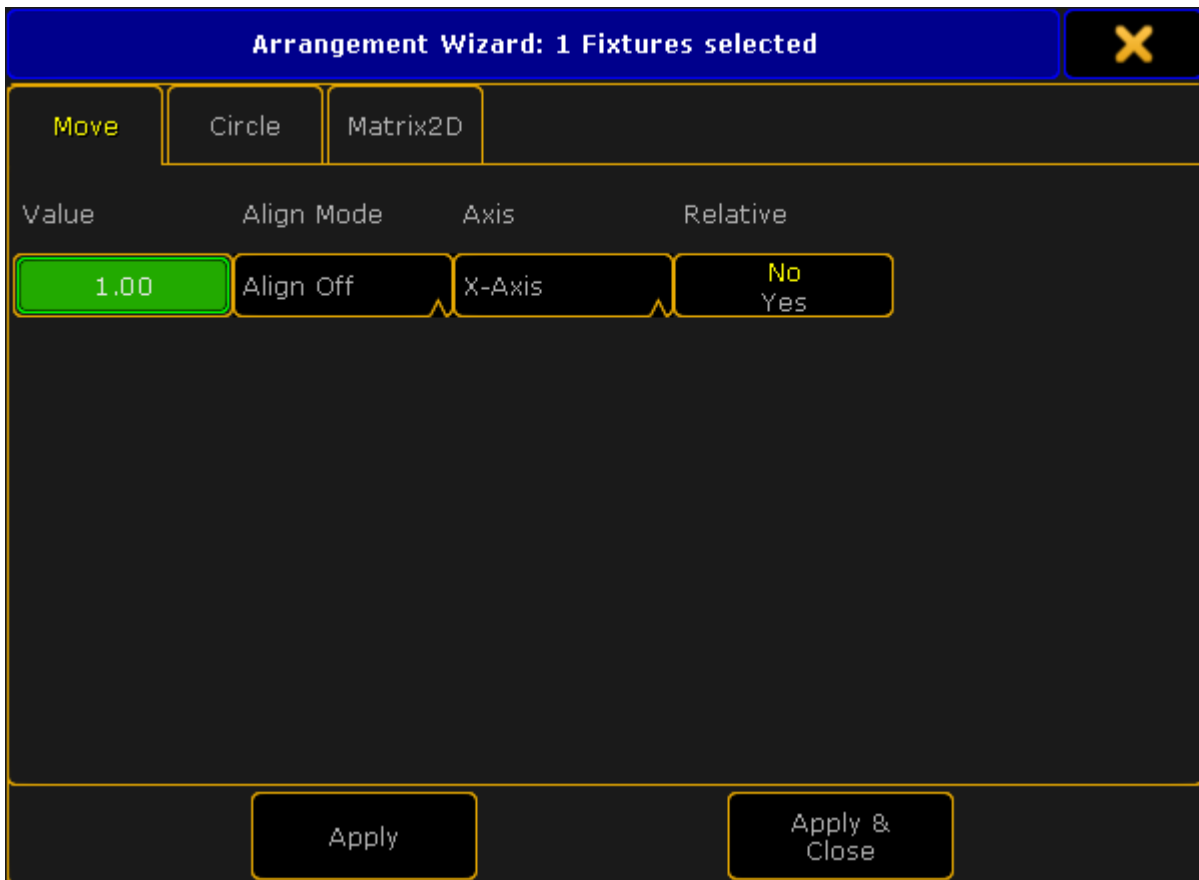 Arrangement Wizard: 1 Fixtures selected
Move Circle Matrix2D
Value Align Mode Axis Relative
1.00 Align Off X-Axis No
Yes
Apply Apply &
Close